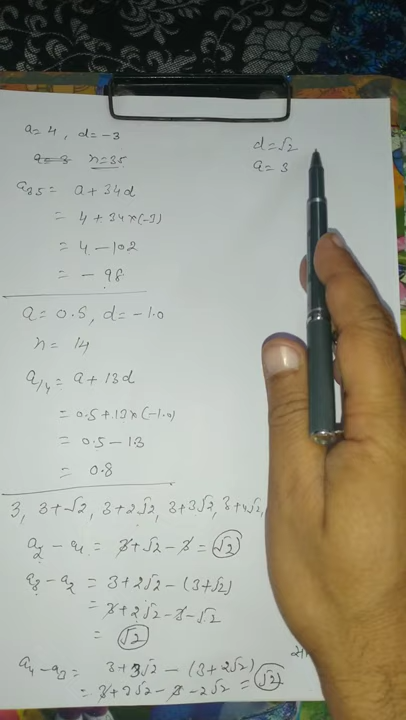 a = 4 , d = -3
a = 3 n = 35
a35 = a + 34d
= 4 + 34×(-3)
= 4 - 102
= - 98
d = √2
a = 3
a = 0.5, d = -1.0
n = 14
a14 = a + 13d
= 0.5 + 13×(-1.0)
= 0.5 - 13
= 0.8
3, 3+√2, 3+2√2, 3+3√2, 3+4√2,
a2 - a1 = 3+√2 - 3 = √2
a3 - a2 = 3+2√2 - (3+√2)
= 3+2√2 - 3 - √2
= √2
a4 - a3 = 3+3√2 - (3+2√2)
= 3+3√2 - 3 - 2√2 = √2